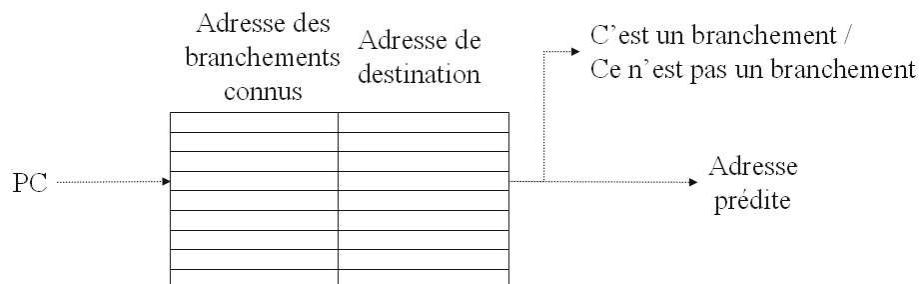 Adresse des
branchements
connus
Adresse de
destination
C'est un branchement /
Ce n'est pas un branchement
PC
Adresse
prédite